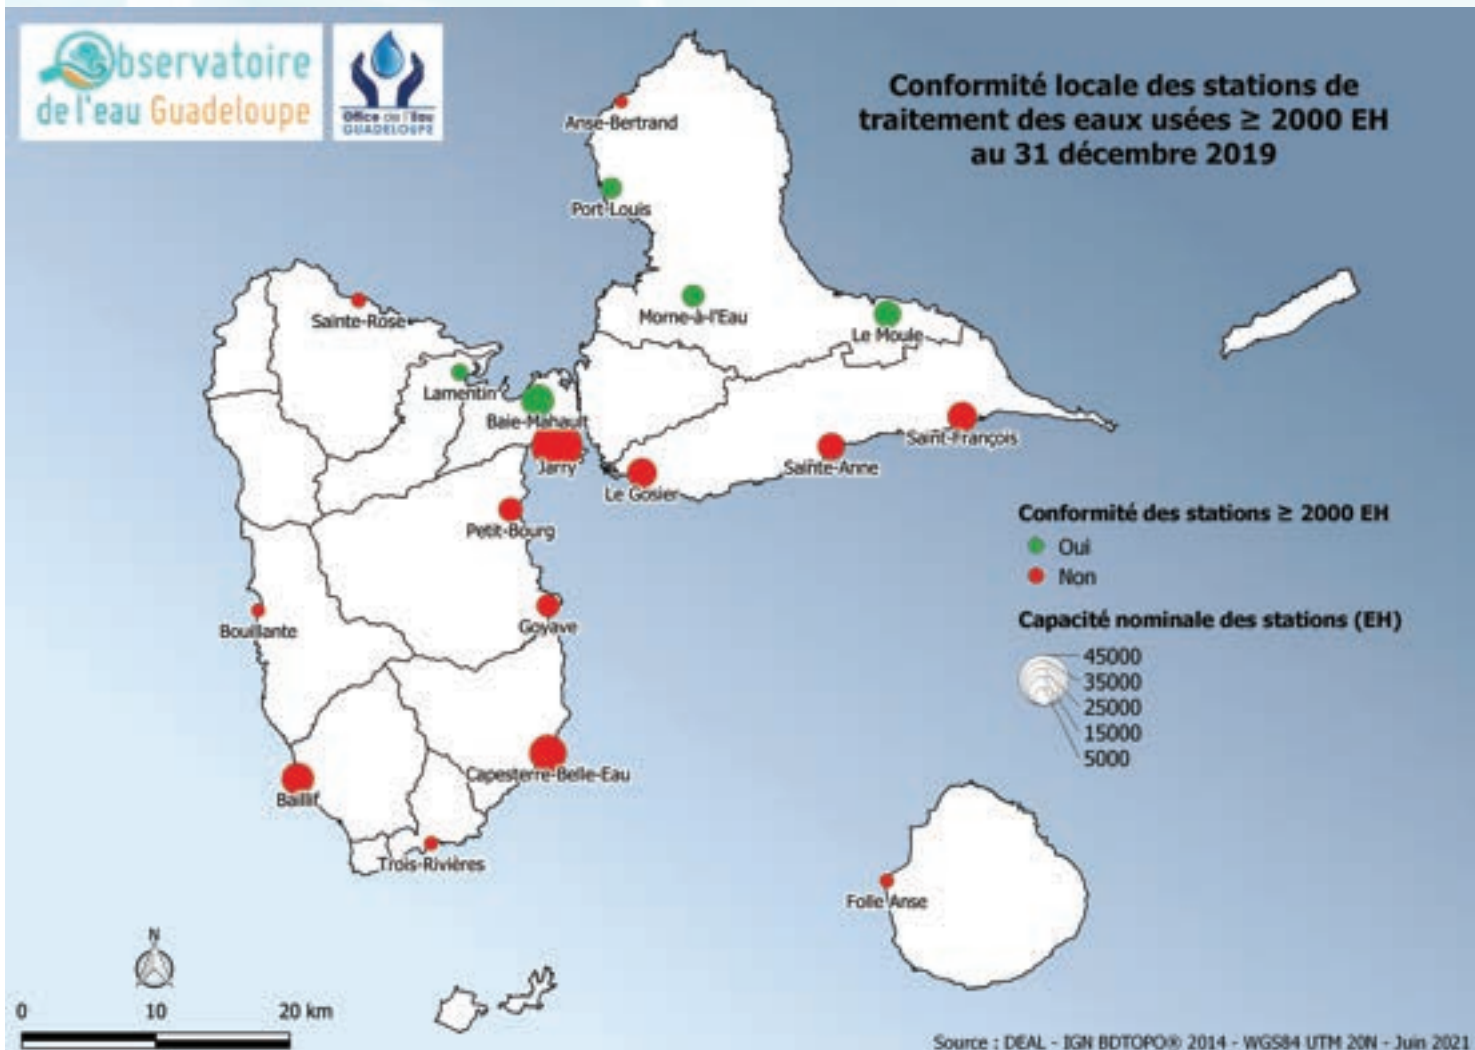 Observatoire
de l'eau Guadeloupe
Office de l'Eau
GUADELOUPE
Conformité locale des stations de
traitement des eaux usées ≥ 2000 EH
au 31 décembre 2019
Anse-Bertrand
Port-Louis
Morne-à-l'Eau
Le Moule
Sainte-Rose
Lamentin
Baie-Mahault
Jarry
Le Gosier
Sainte-Anne
Saint-François
Petit-Bourg
Goyave
Bouillante
Capesterre-Belle-Eau
Baillif
Trois-Rivières
Folle Anse
Conformité des stations ≥ 2000 EH
Oui
Non
Capacité nominale des stations (EH)
45000
35000
25000
15000
5000
N
0 10 20 km
Source : DEAL - IGN BDTOPO® 2014 - WGS84 UTM 20N - Juin 2021